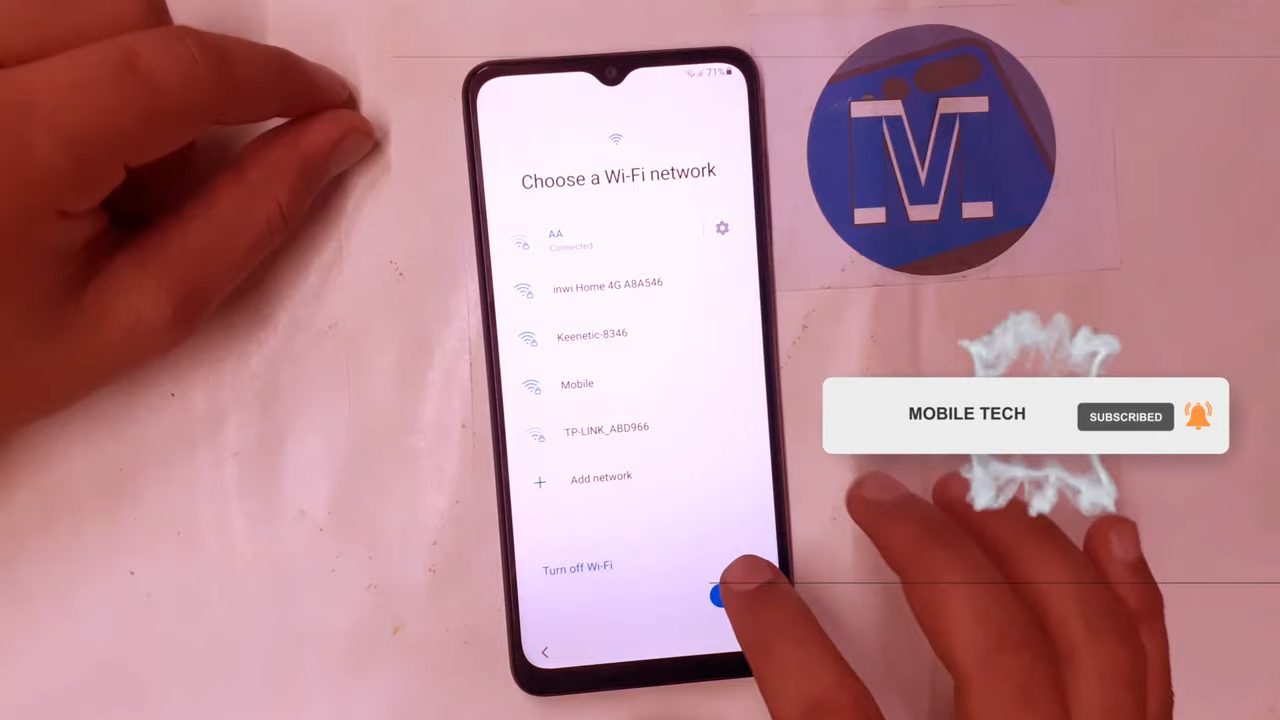 71%
Choose a Wi-Fi network
AA
Connected
inwi Home 4G A8A546
Keenetic-8346
Mobile
TP-LINK_ABD966
+ Add network
Turn off Wi-Fi
M
MOBILE TECH
SUBSCRIBED